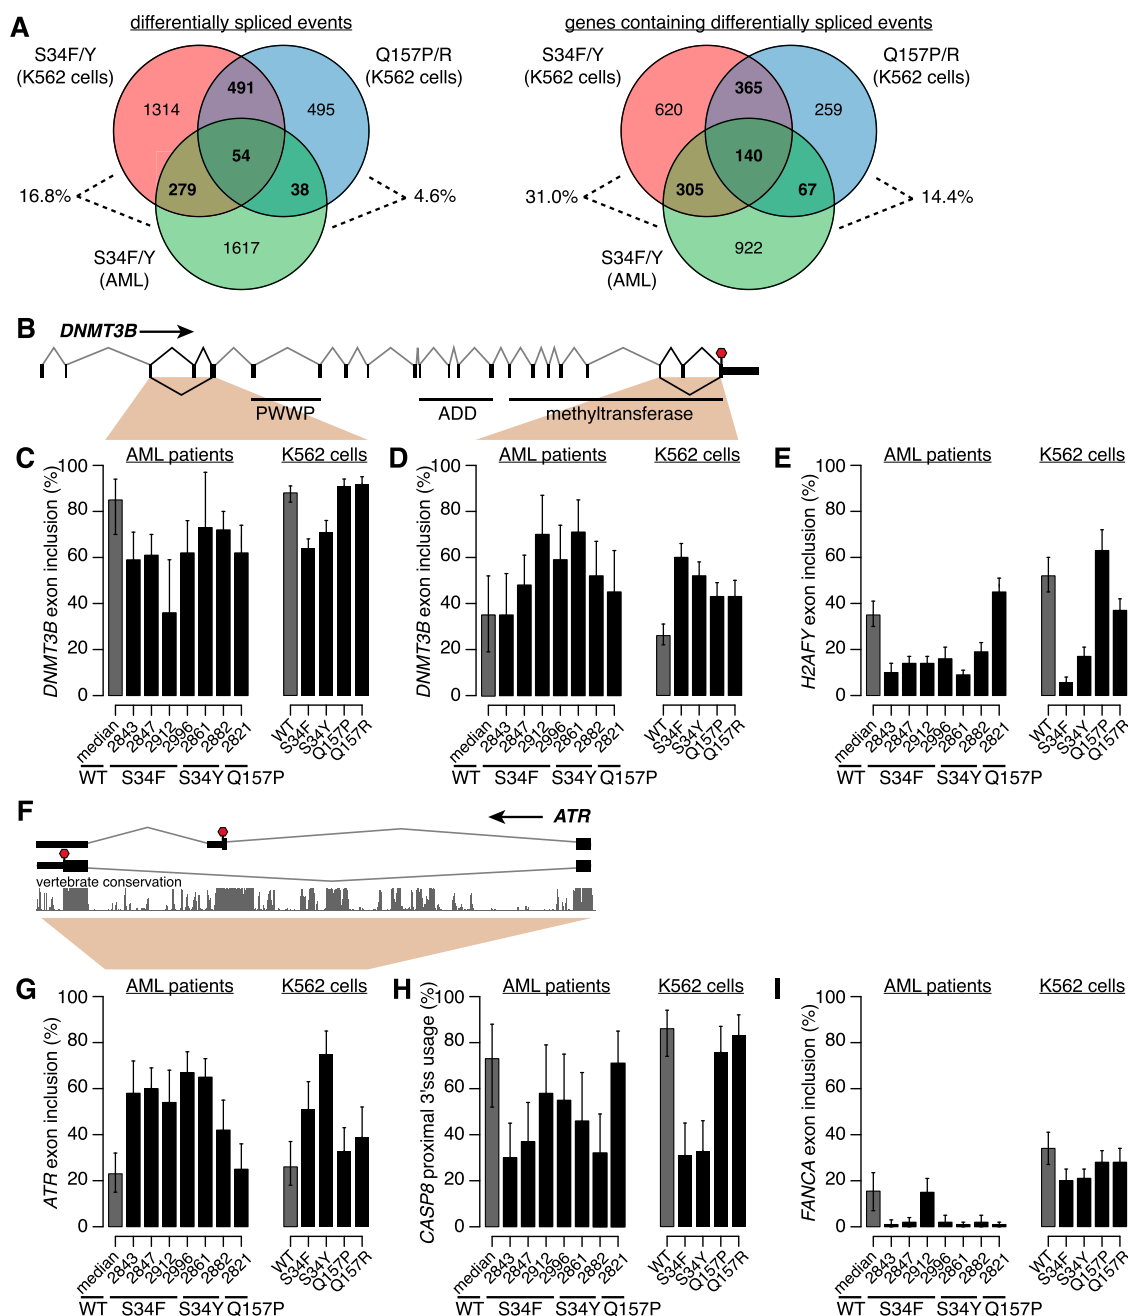 A
differentially spliced events
genes containing differentially spliced events
S34F/Y
(K562 cells)
Q157P/R
(K562 cells)
1314
491
495
54
279
38
1617
16.8%
4.6%
S34F/Y
(AML)
S34F/Y
(K562 cells)
Q157P/R
(K562 cells)
620
365
259
140
305
67
922
31.0%
14.4%
S34F/Y
(AML)
B
DNMT3B
PWWP
ADD
methyltransferase
C
AML patients
K562 cells
DNMT3B exon inclusion (%)
100
80
60
40
20
0
median
2843
2847
2912
2996
2861
2882
2821
WT
S34F
S34Y
Q157P
Q157R
WT
S34F
S34Y
Q157P
D
AML patients
K562 cells
DNMT3B exon inclusion (%)
100
80
60
40
20
0
median
2843
2847
2912
2996
2861
2882
2821
WT
S34F
S34Y
Q157P
Q157R
WT
S34F
S34Y
Q157P
E
AML patients
K562 cells
H2AFY exon inclusion (%)
100
80
60
40
20
0
median
2843
2847
2912
2996
2861
2882
2821
WT
S34F
S34Y
Q157P
Q157R
WT
S34F
S34Y
Q157P
F
ATR
vertebrate conservation
G
AML patients
K562 cells
ATR exon inclusion (%)
100
80
60
40
20
0
median
2843
2847
2912
2996
2861
2882
2821
WT
S34F
S34Y
Q157P
Q157R
WT
S34F
S34Y
Q157P
H
AML patients
K562 cells
CASP8 proximal 3'ss usage (%)
100
80
60
40
20
0
median
2843
2847
2912
2996
2861
2882
2821
WT
S34F
S34Y
Q157P
Q157R
WT
S34F
S34Y
Q157P
I
AML patients
K562 cells
FANCA exon inclusion (%)
100
80
60
40
20
0
median
2843
2847
2912
2996
2861
2882
2821
WT
S34F
S34Y
Q157P
Q157R
WT
S34F
S34Y
Q157P